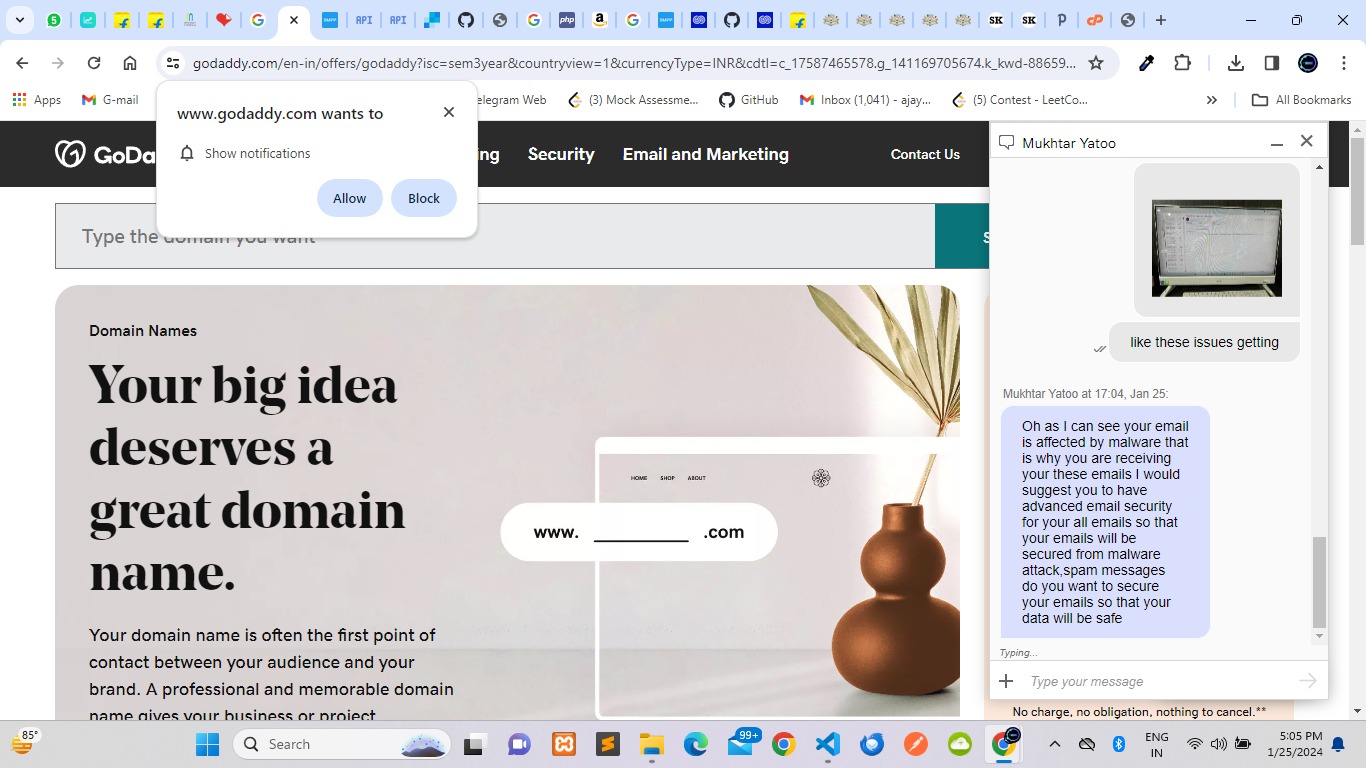 5
API
API
php
a
SK
SK
cP
godaddy.com/en-in/offers/godaddy?isc=sem3year&countryview=1&currencyType=INR&cdtl=c_17587465578.g_141169705674.k_kwd-88659...
Apps
G-mail
elegram Web
(3) Mock Assessme...
GitHub
Inbox (1,041) - ajay...
(5) Contest - LeetCo...
»
All Bookmarks
www.godaddy.com wants to
Show notifications
Allow
Block
GoDa
ing
Security
Email and Marketing
Contact Us
Type the domain you want
S
Domain Names
Your big idea
deserves a
great domain
name.
Your domain name is often the first point of
contact between your audience and your
brand. A professional and memorable domain
name gives your business or project
HOME
SHOP
ABOUT
www. ________ .com
Mukhtar Yatoo
like these issues getting
Mukhtar Yatoo at 17:04, Jan 25:
Oh as I can see your email
is affected by malware that
is why you are receiving
your these emails I would
suggest you to have
advanced email security
for your all emails so that
your emails will be
secured from malware
attack,spam messages
do you want to secure
your emails so that your
data will be safe
Typing...
Type your message
No charge, no obligation, nothing to cancel.**
85°
Search
99+
ENG
IN
5:05 PM
1/25/2024